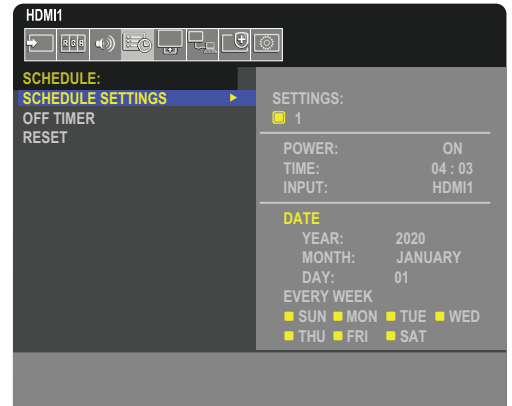 HDMI1
RGB
SCHEDULE:
SCHEDULE SETTINGS
OFF TIMER
RESET
SETTINGS:
1
POWER: ON
TIME: 04 : 03
INPUT: HDMI1
DATE
YEAR: 2020
MONTH: JANUARY
DAY: 01
EVERY WEEK
SUN MON TUE WED
THU FRI SAT